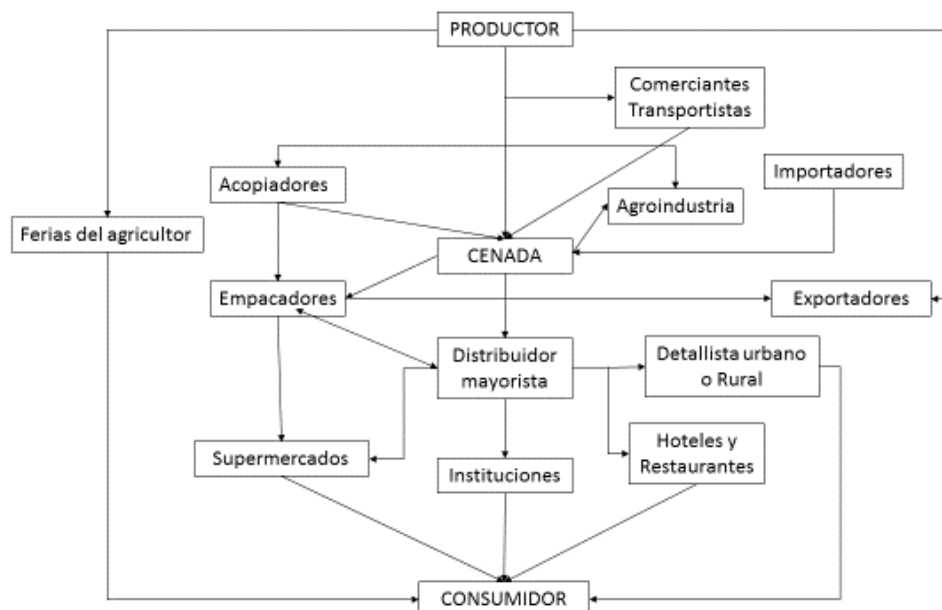 PRODUCTOR
Comerciantes
Transportistas
Acopiadores
Importadores
Agroindustria
Ferias del agricultor
CENADA
Empacadores
Exportadores
Distribuidor
mayorista
Detallista urbano
o Rural
Supermercados
Hoteles y
Restaurantes
Instituciones
CONSUMIDOR